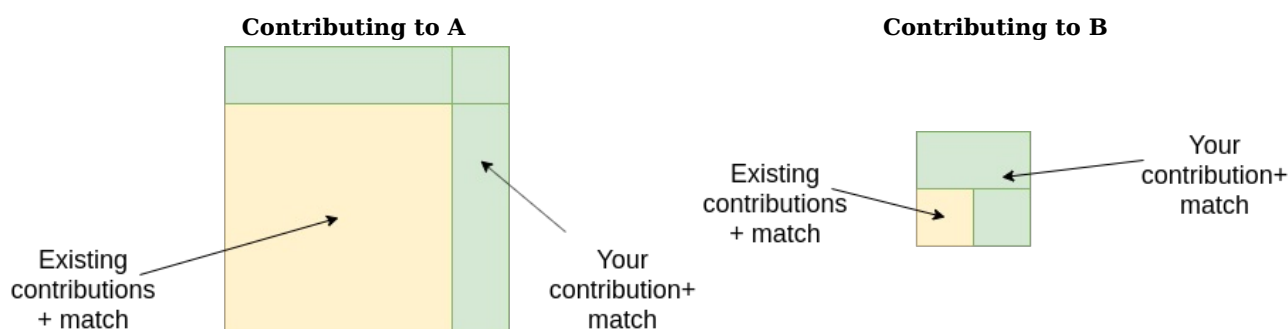 Contributing to A
Existing
contributions
+ match
Your
contribution+
match
Contributing to B
Existing
contributions
+ match
Your
contribution+
match